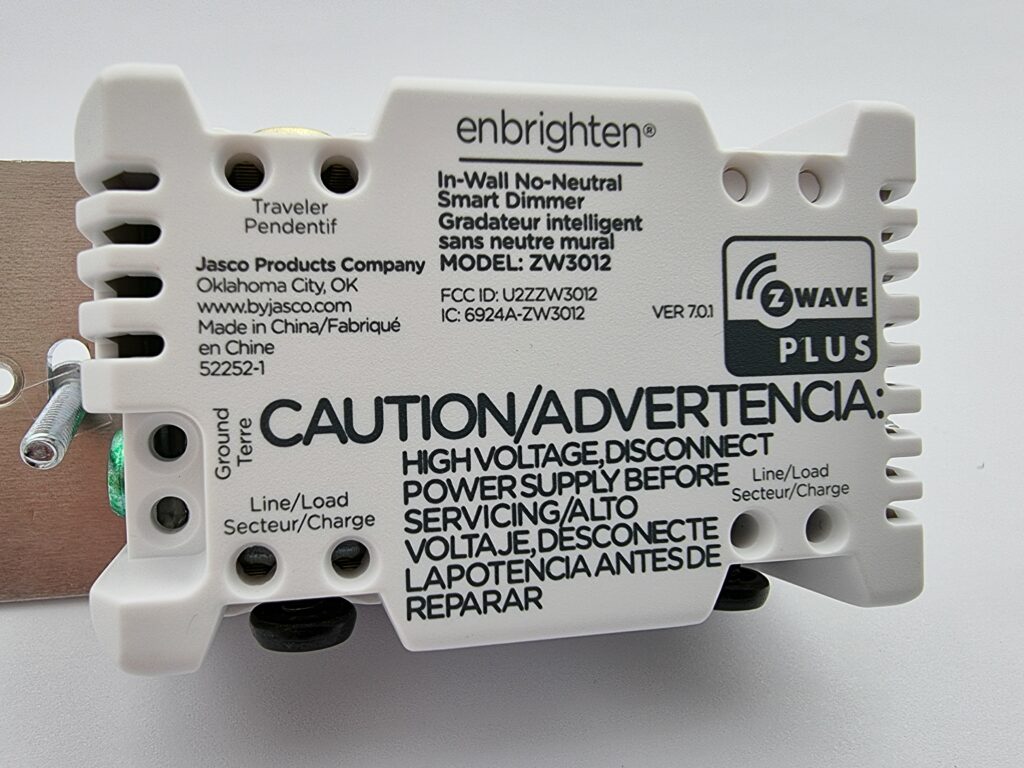 enbrighten®
In-Wall No-Neutral
Smart Dimmer
Gradateur intelligent
sans neutre mural
MODEL: ZW3012
FCC ID: U2ZZW3012
IC: 6924A-ZW3012
VER 7.0.1
Z WAVE
PLUS
Traveler
Pendentif
Jasco Products Company
Oklahoma City, OK
www.byjasco.com
Made in China/Fabriqué
en Chine
52252-1
Ground
Terre
CAUTION/ADVERTENCIA:
HIGH VOLTAGE, DISCONNECT
POWER SUPPLY BEFORE
SERVICING/ALTO
VOLTAJE, DESCONECTE
LA POTENCIA ANTES DE
REPARAR
Line/Load
Secteur/Charge
Line/Load
Secteur/Charge